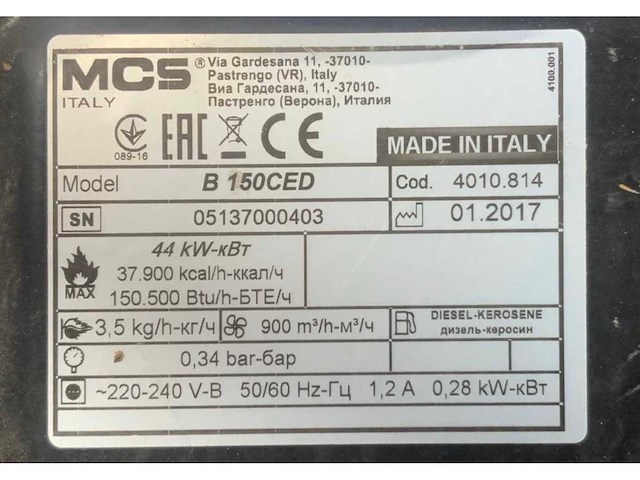 MCS ® Via Gardesana 11, -37010-
Pastrengo (VR), Italy
ITALY Виа Гардесана, 11, -37010-
Пастренго (Верона), Италия
4100.001
089-16 EAC CE MADE IN ITALY
Model B 150CED Cod. 4010.814
SN 05137000403 01.2017
44 kW-кВт
37.900 kcal/h-ккал/ч
MAX 150.500 Btu/h-БТЕ/ч
3,5 kg/h-кг/ч 900 m³/h-м³/ч DIESEL-KEROSENE
дизель-керосин
0,34 bar-бар
~220-240 V-В 50/60 Hz-Гц 1,2 A 0,28 kW-кВт